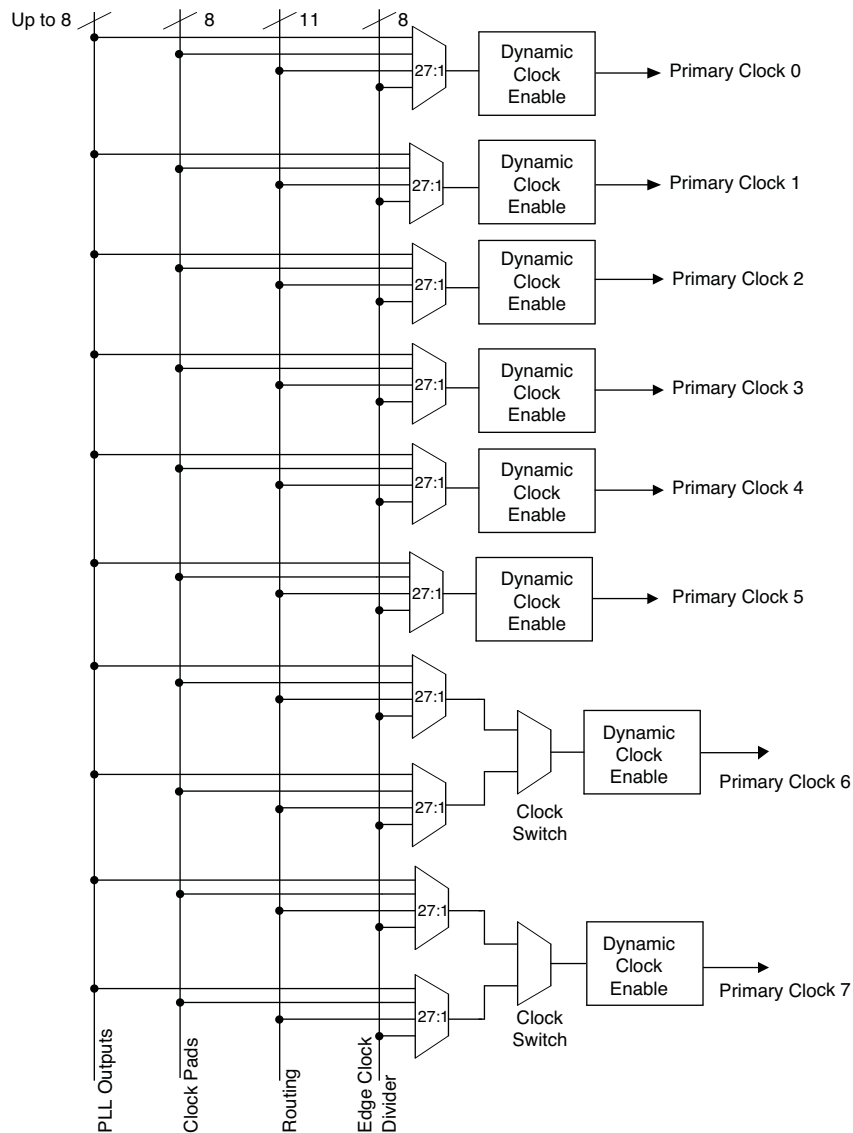 Up to 8
8
11
8
27:1
Dynamic
Clock
Enable
Primary Clock 0
27:1
Dynamic
Clock
Enable
Primary Clock 1
27:1
Dynamic
Clock
Enable
Primary Clock 2
27:1
Dynamic
Clock
Enable
Primary Clock 3
27:1
Dynamic
Clock
Enable
Primary Clock 4
27:1
Dynamic
Clock
Enable
Primary Clock 5
27:1
27:1
Clock
Switch
Dynamic
Clock
Enable
Primary Clock 6
27:1
27:1
Clock
Switch
Dynamic
Clock
Enable
Primary Clock 7
PLL Outputs
Clock Pads
Routing
Edge Clock
Divider